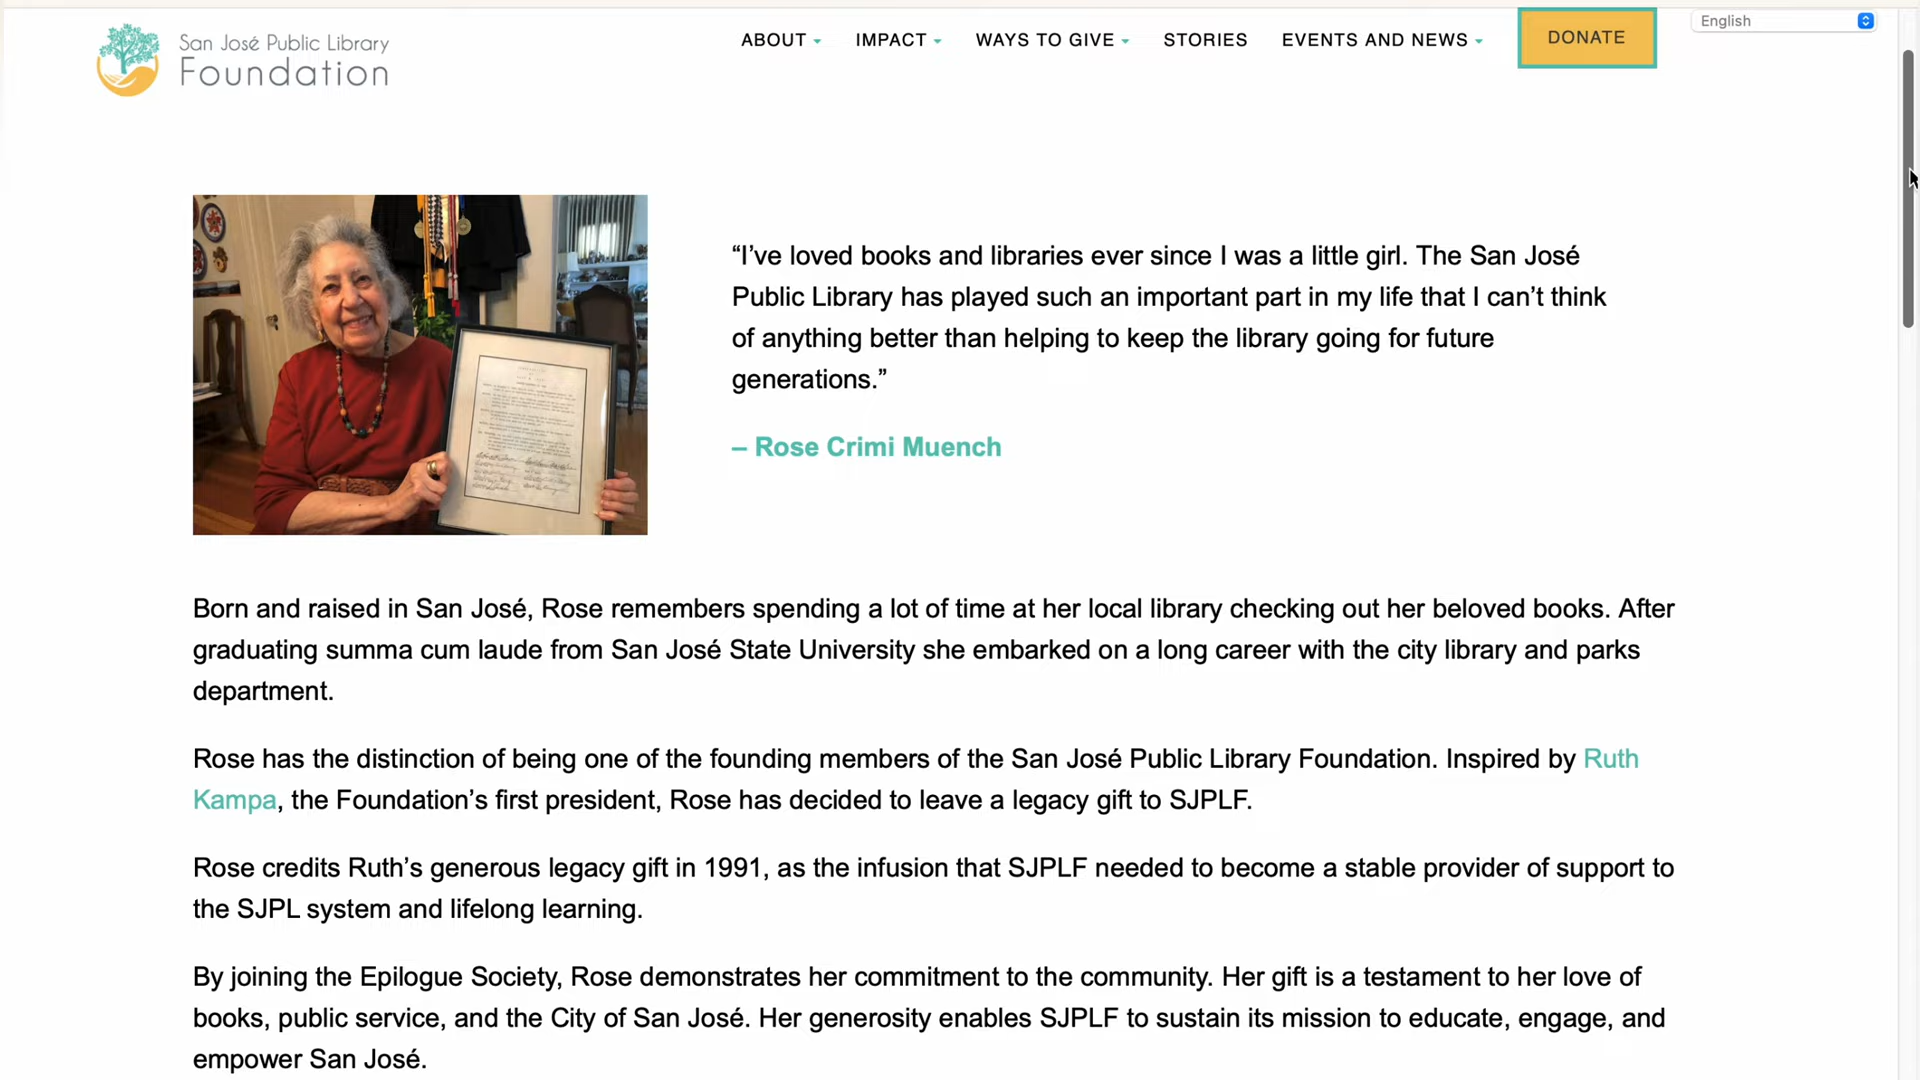 San José Public Library
Foundation
ABOUT
IMPACT
WAYS TO GIVE
STORIES
EVENTS AND NEWS
DONATE
English
“I’ve loved books and libraries ever since I was a little girl. The San José
Public Library has played such an important part in my life that I can’t think
of anything better than helping to keep the library going for future
generations.”
– Rose Crimi Muench
Born and raised in San José, Rose remembers spending a lot of time at her local library checking out her beloved books. After
graduating summa cum laude from San José State University she embarked on a long career with the city library and parks
department.
Rose has the distinction of being one of the founding members of the San José Public Library Foundation. Inspired by Ruth
Kampa, the Foundation’s first president, Rose has decided to leave a legacy gift to SJPLF.
Rose credits Ruth’s generous legacy gift in 1991, as the infusion that SJPLF needed to become a stable provider of support to
the SJPL system and lifelong learning.
By joining the Epilogue Society, Rose demonstrates her commitment to the community. Her gift is a testament to her love of
books, public service, and the City of San José. Her generosity enables SJPLF to sustain its mission to educate, engage, and
empower San José.